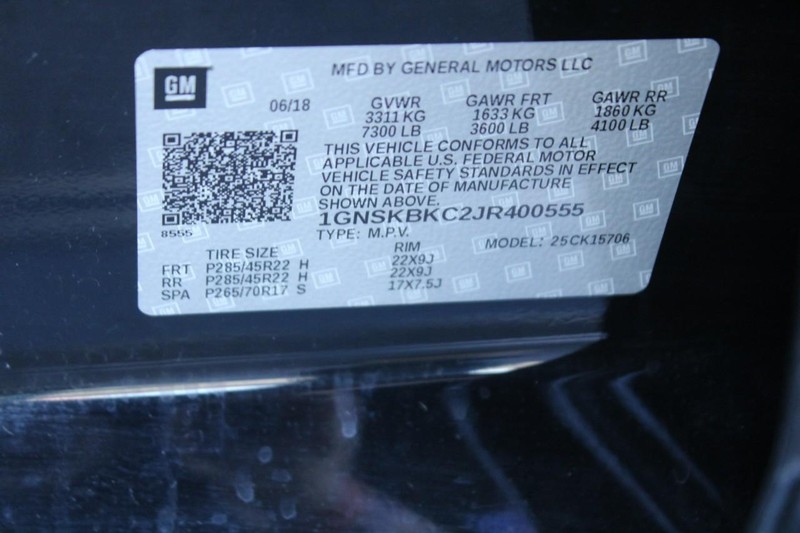 GM
MFD BY GENERAL MOTORS LLC
06/18 GVWR GAWR FRT GAWR RR
3311 KG 1633 KG 1860 KG
7300 LB 3600 LB 4100 LB
THIS VEHICLE CONFORMS TO ALL
APPLICABLE U.S. FEDERAL MOTOR
VEHICLE SAFETY STANDARDS IN EFFECT
ON THE DATE OF MANUFACTURE
SHOWN ABOVE.
1GNSKBKC2JR400555
8555
TYPE: M.P.V. MODEL: 25CK15706
TIRE SIZE RIM
FRT P285/45R22 H 22X9J
RR P285/45R22 H 22X9J
SPA P265/70R17 S 17X7.5J